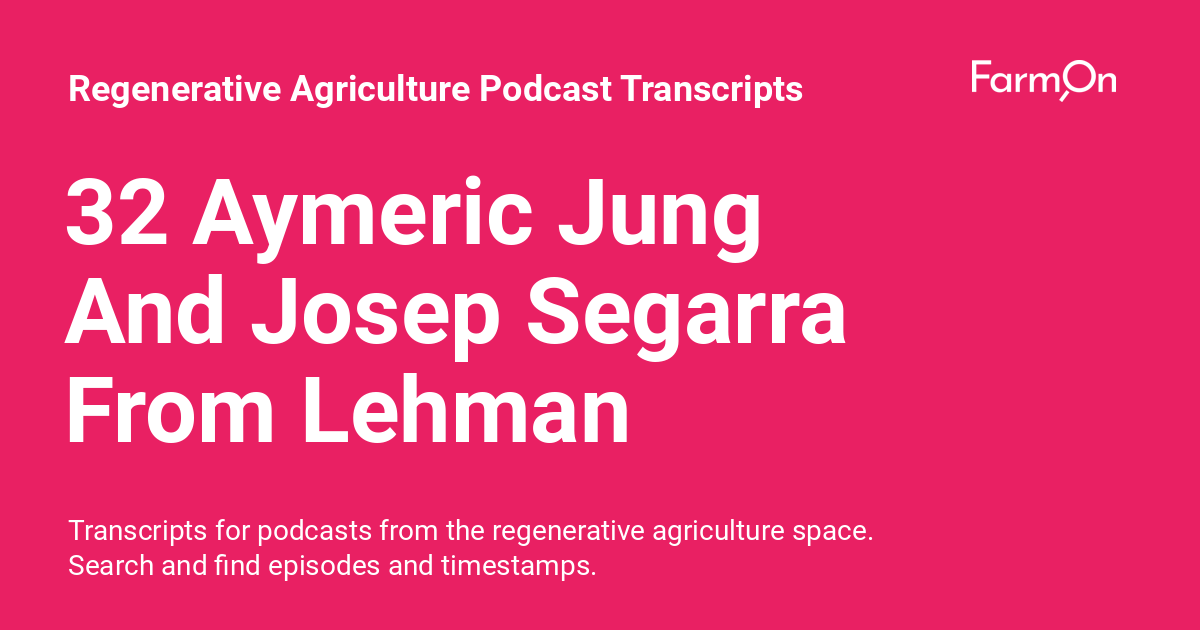 Regenerative Agriculture Podcast Transcripts
FarmOn
32 Aymeric Jung
And Josep Segarra
From Lehman
Transcripts for podcasts from the regenerative agriculture space.
Search and find episodes and timestamps.